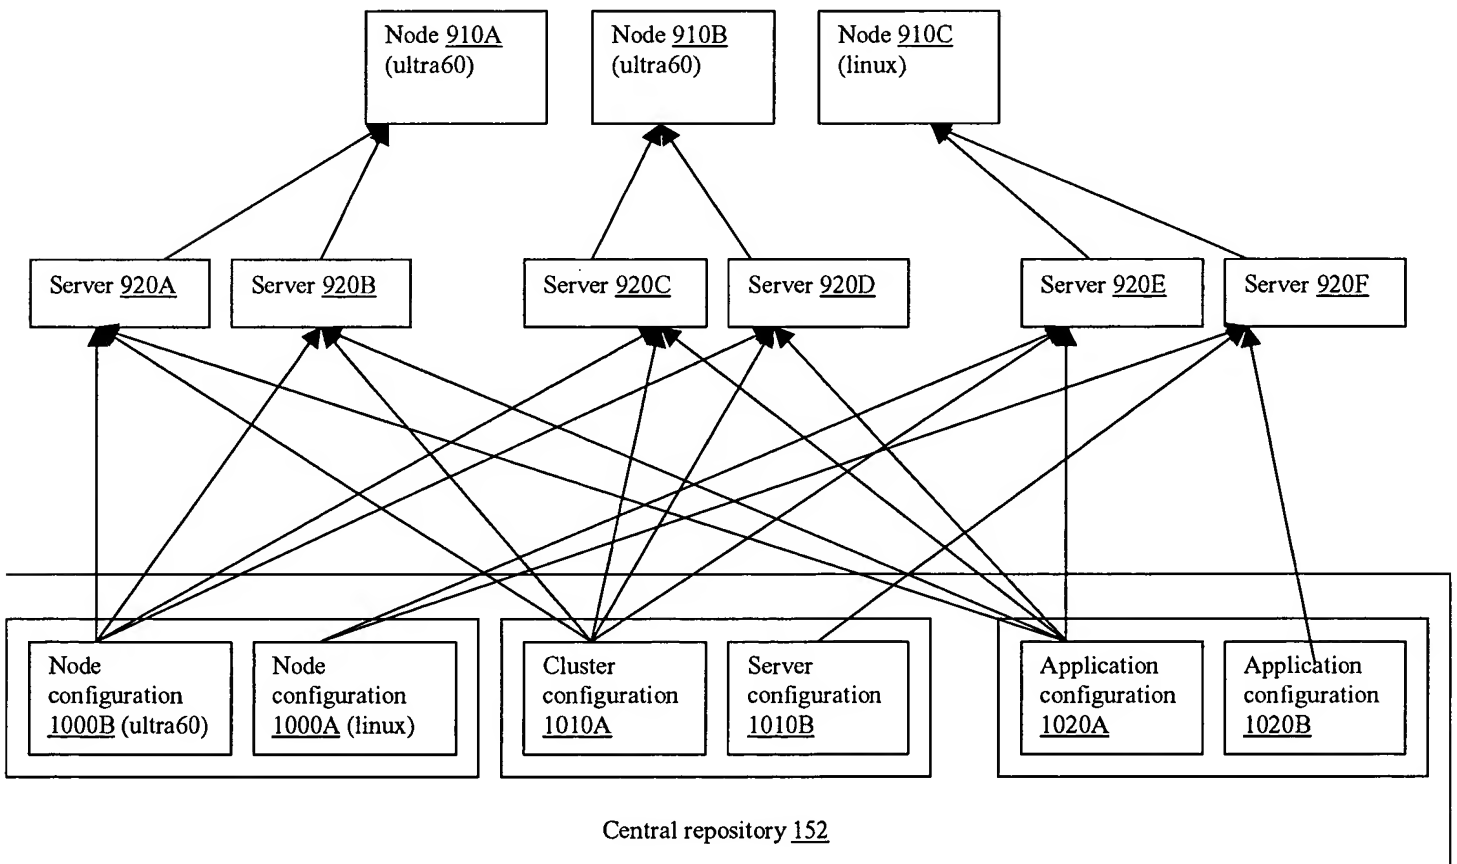 Node 910A
(ultra60)
Node 910B
(ultra60)
Node 910C
(linux)
Server 920A
Server 920B
Server 920C
Server 920D
Server 920E
Server 920F
Node
configuration
1000B (ultra60)
Node
configuration
1000A (linux)
Cluster
configuration
1010A
Server
configuration
1010B
Application
configuration
1020A
Application
configuration
1020B
Central repository 152